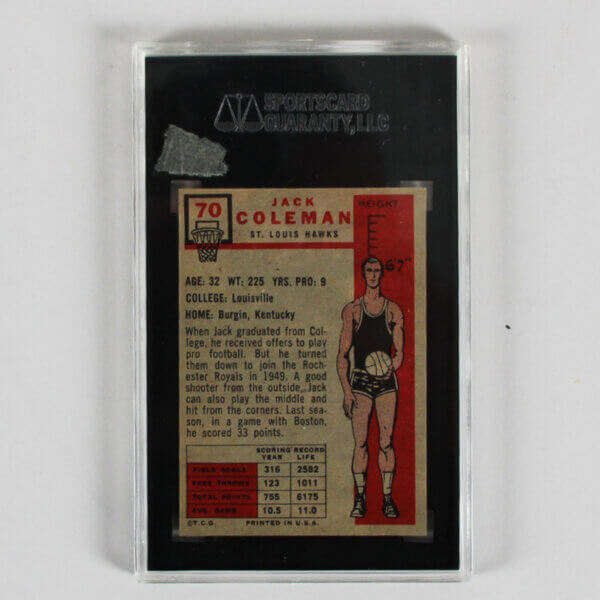 SPORTSCARD
GUARANTY, LLC
70
JACK
COLEMAN
ST. LOUIS HAWKS
HEIGHT
6'7"
AGE: 32 WT: 225 YRS. PRO: 9
COLLEGE: Louisville
HOME: Burgin, Kentucky
When Jack graduated from Col-
lege, he received offers to play
pro football. But he turned
them down to join the Roch-
ester Royals in 1949. A good
shooter from the outside, Jack
can also play the middle and
hit from the corners. Last sea-
son, in a game with Boston,
he scored 33 points.
SCORING RECORD
YEAR LIFE
FIELD GOALS 316 2582
FREE THROWS 123 1011
TOTAL POINTS 755 6175
AVG. GAME 10.5 11.0
©T.C.G. PRINTED IN U.S.A.